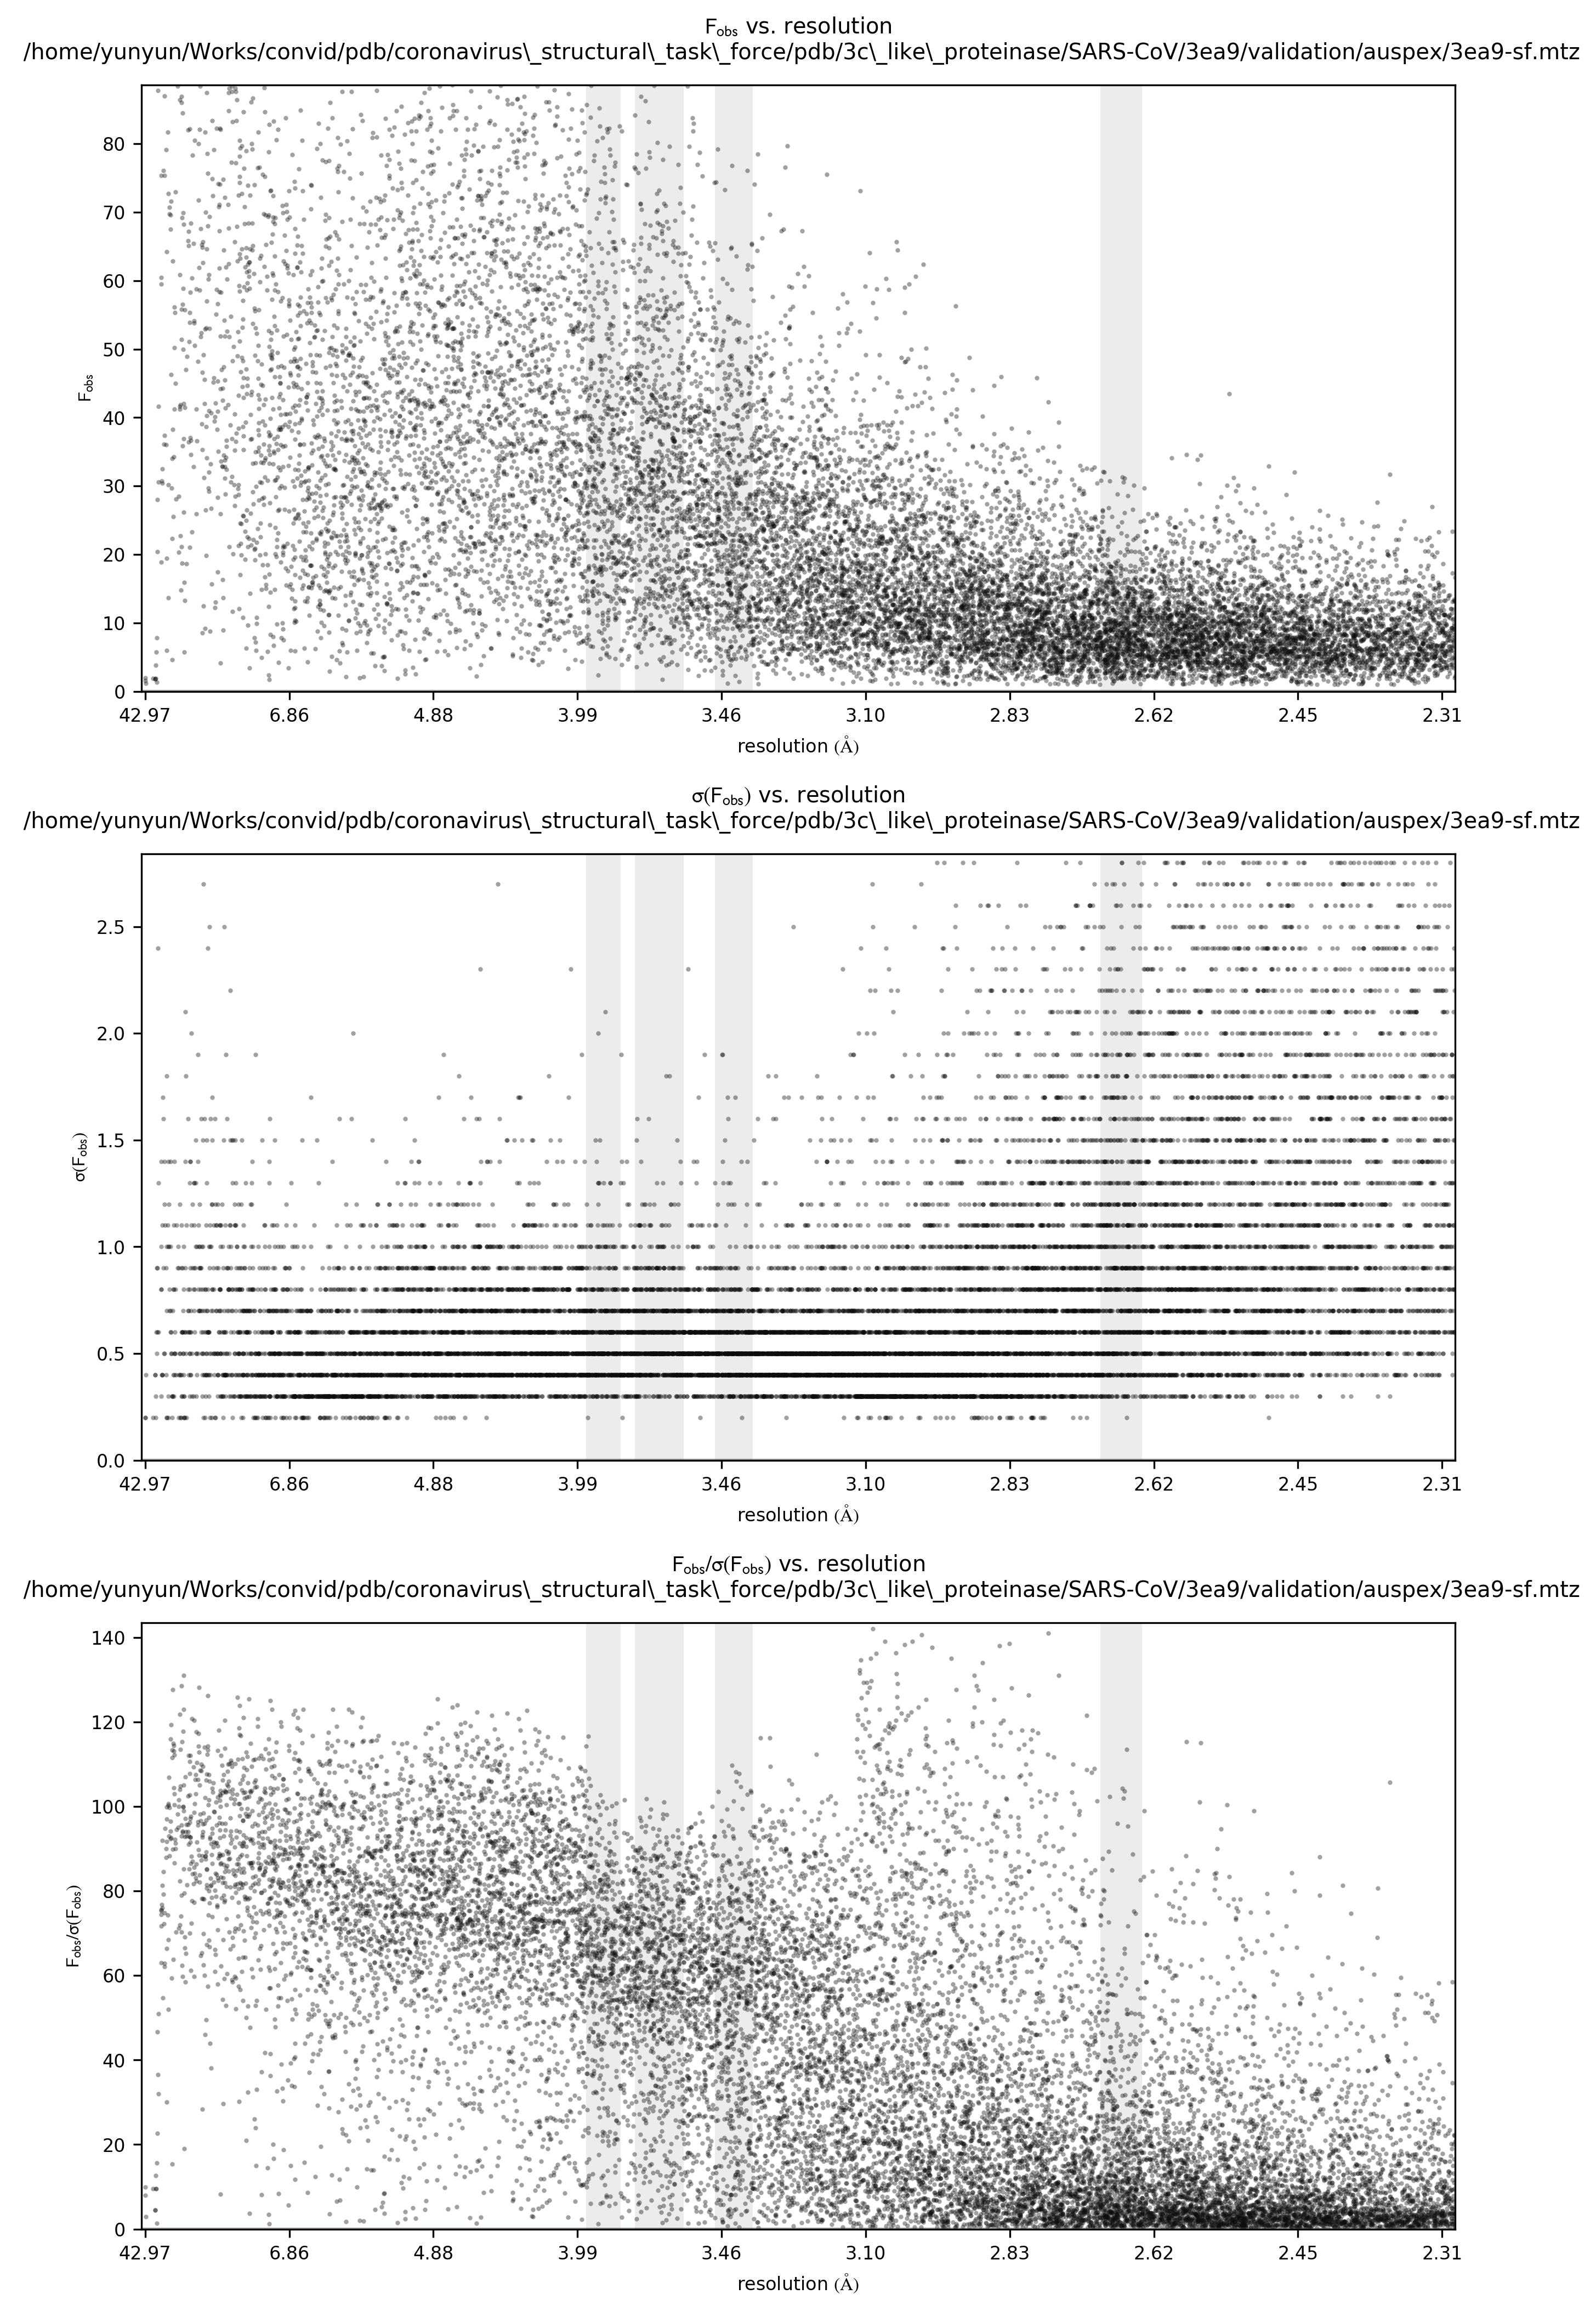 Fobs vs. resolution
/home/yunyun/Works/convid/pdb/coronavirus\_structural\_task\_force/pdb/3c\_like\_proteinase/SARS-CoV/3ea9/validation/auspex/3ea9-sf.mtz
80
70
60
50
40
30
20
10
0
Fobs
42.97 6.86 4.88 3.99 3.46 3.10 2.83 2.62 2.45 2.31
resolution (Å)
σ(Fobs) vs. resolution
/home/yunyun/Works/convid/pdb/coronavirus\_structural\_task\_force/pdb/3c\_like\_proteinase/SARS-CoV/3ea9/validation/auspex/3ea9-sf.mtz
2.5
2.0
1.5
1.0
0.5
0.0
σ(Fobs)
42.97 6.86 4.88 3.99 3.46 3.10 2.83 2.62 2.45 2.31
resolution (Å)
Fobs/σ(Fobs) vs. resolution
/home/yunyun/Works/convid/pdb/coronavirus\_structural\_task\_force/pdb/3c\_like\_proteinase/SARS-CoV/3ea9/validation/auspex/3ea9-sf.mtz
140
120
100
80
60
40
20
0
Fobs/σ(Fobs)
42.97 6.86 4.88 3.99 3.46 3.10 2.83 2.62 2.45 2.31
resolution (Å)